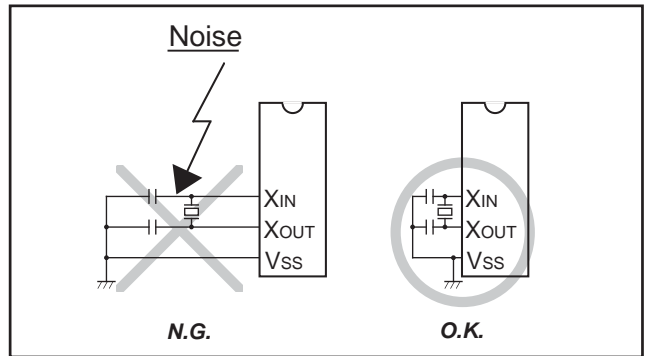 Noise
XIN
XOUT
VSS
XIN
XOUT
VSS
N.G.
O.K.